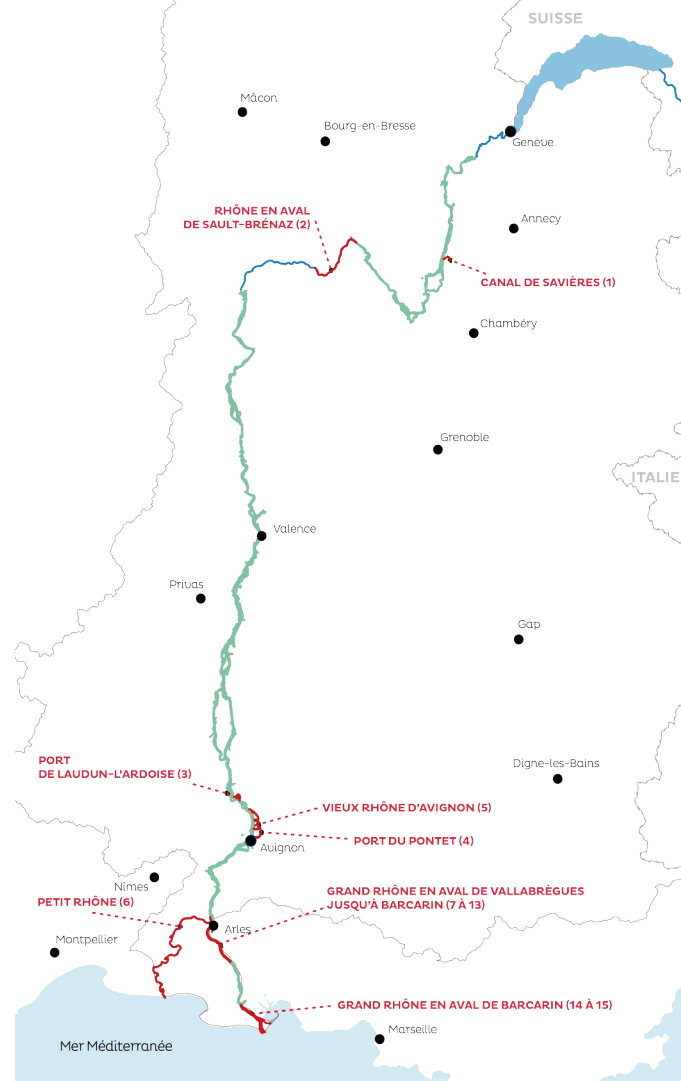 SUISSE
Mâcon
Bourg-en-Bresse
Genève
RHÔNE EN AVAL
DE SAULT-BRÉNAZ (2)
Annecy
CANAL DE SAVIÈRES (1)
Chambéry
Grenoble
ITALIE
Valence
Privas
Gap
PORT
DE LAUDUN-L'ARDOISE (3)
Digne-les-Bains
VIEUX RHÔNE D'AVIGNON (5)
PORT DU PONTET (4)
Avignon
Nîmes
GRAND RHÔNE EN AVAL DE VALLABRÈGUES
JUSQU'À BARCARIN (7 À 13)
PETIT RHÔNE (6)
Arles
Montpellier
GRAND RHÔNE EN AVAL DE BARCARIN (14 À 15)
Marseille
Mer Méditerranée